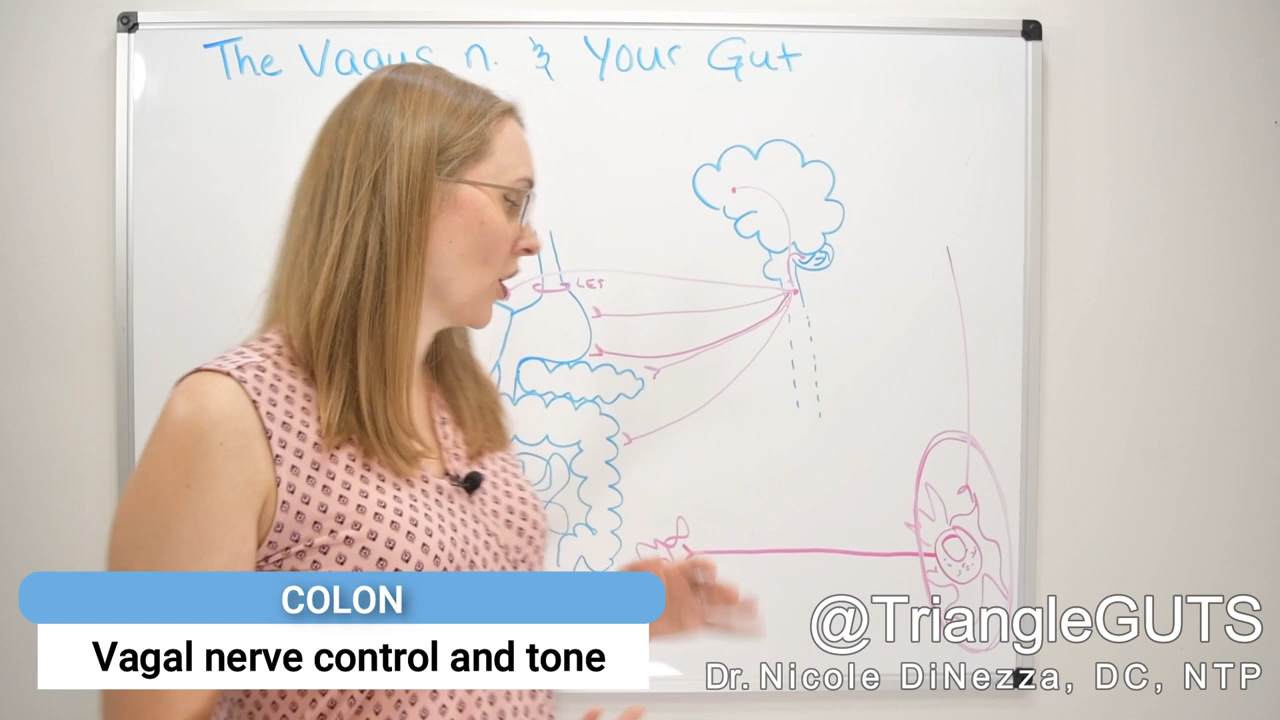 The Vagus n. & Your Gut
LES
COLON
Vagal nerve control and tone
@TriangleGUTS
Dr. Nicole DiNezza, DC, NTP